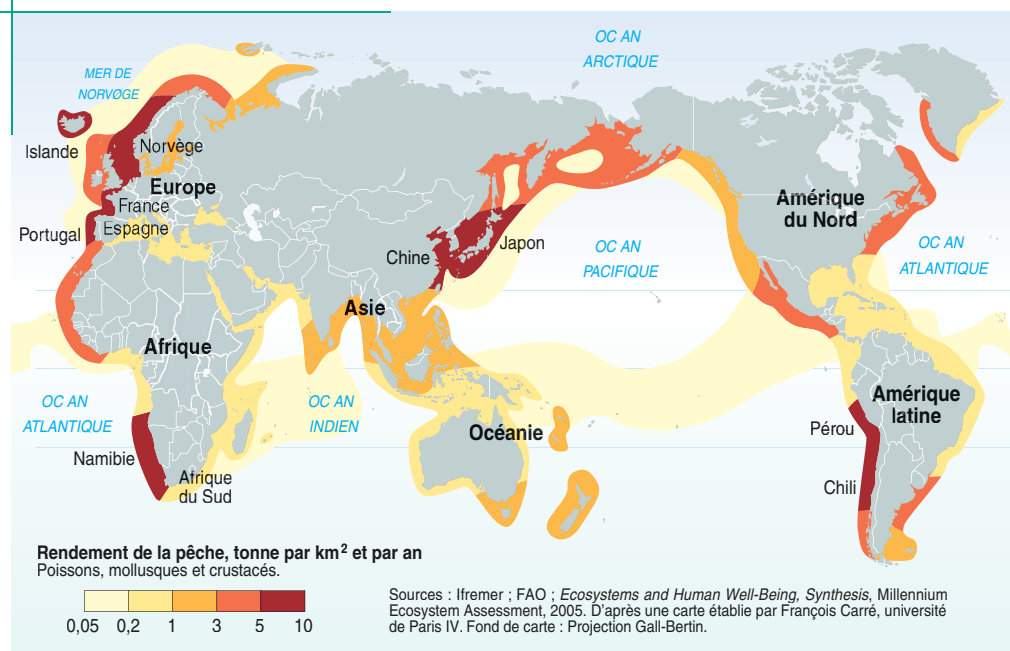 OC AN
ARCTIQUE
MER DE
NORVØGE
Islande
Norvège
Europe
France
Portugal
Espagne
Chine
Japon
OC AN
PACIFIQUE
Amérique
du Nord
OC AN
ATLANTIQUE
Asie
Afrique
OC AN
ATLANTIQUE
OC AN
INDIEN
Océanie
Amérique
latine
Pérou
Namibie
Afrique
du Sud
Chili
Rendement de la pêche, tonne par km² et par an
Poissons, mollusques et crustacés.
0,05 0,2 1 3 5 10
Sources : Ifremer ; FAO ; Ecosystems and Human Well-Being, Synthesis, Millennium
Ecosystem Assessment, 2005. D'après une carte établie par François Carré, université
de Paris IV. Fond de carte : Projection Gall-Bertin.